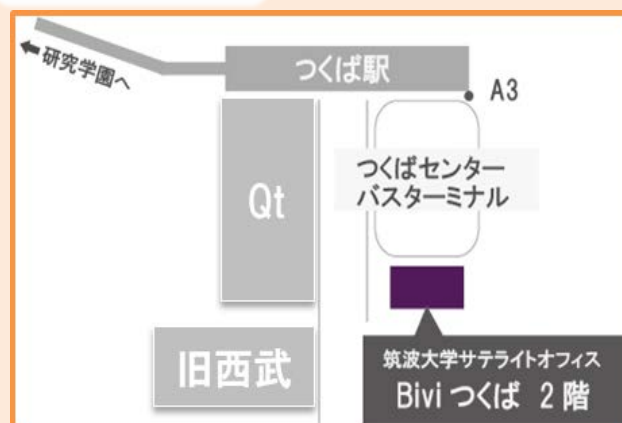 つくば駅
研究学園へ
A3
つくばセンター
バスターミナル
Qt
旧西武
筑波大学サテライトオフィス
Bivi つくば 2 階